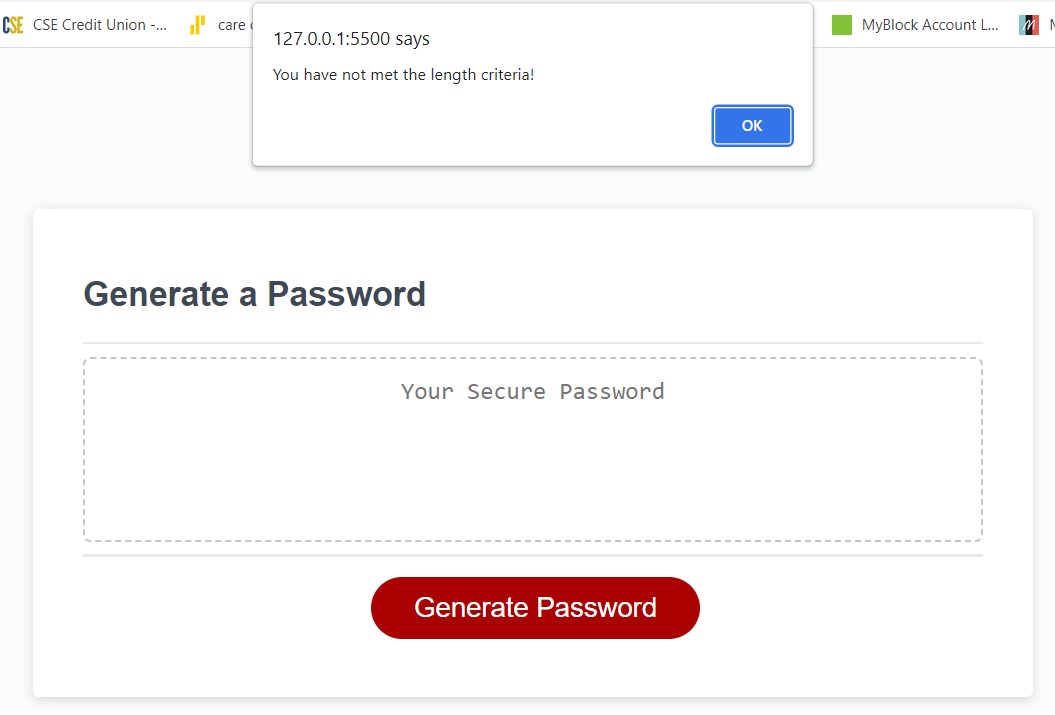 CSE CSE Credit Union -... care MyBlock Account L...
127.0.0.1:5500 says
You have not met the length criteria!
OK
Generate a Password
Your Secure Password
Generate Password